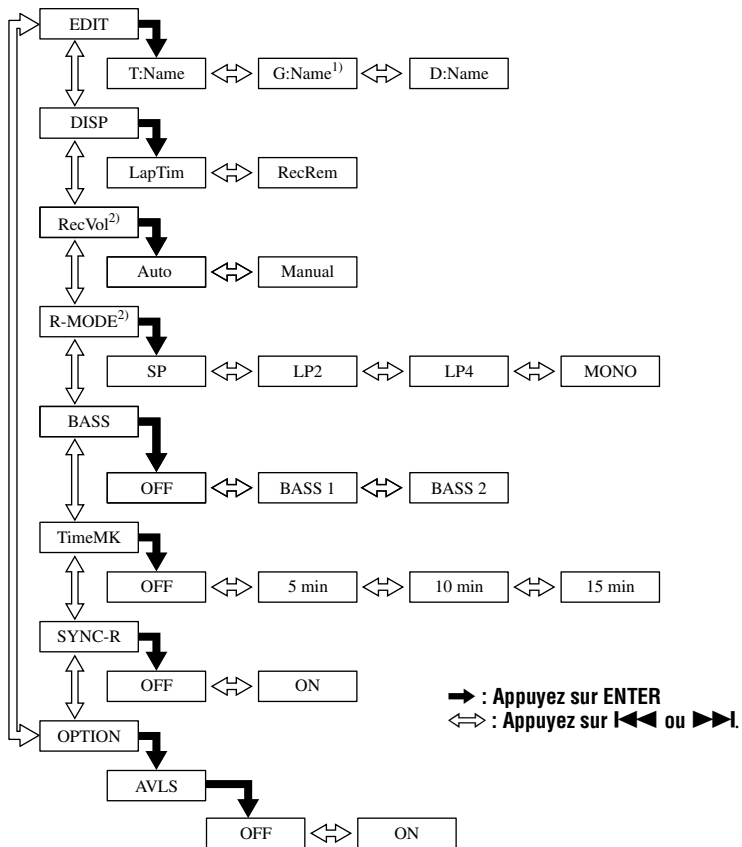 EDIT
T:Name G:Name1) D:Name
DISP
LapTim RecRem
RecVol2)
Auto Manual
R-MODE2)
SP LP2 LP4 MONO
BASS
OFF BASS 1 BASS 2
TimeMK
OFF 5 min 10 min 15 min
SYNC-R
OFF ON
➡ : Appuyez sur ENTER
⇔ : Appuyez sur I◀◀ ou ▶▶I.
OPTION
AVLS
OFF ON